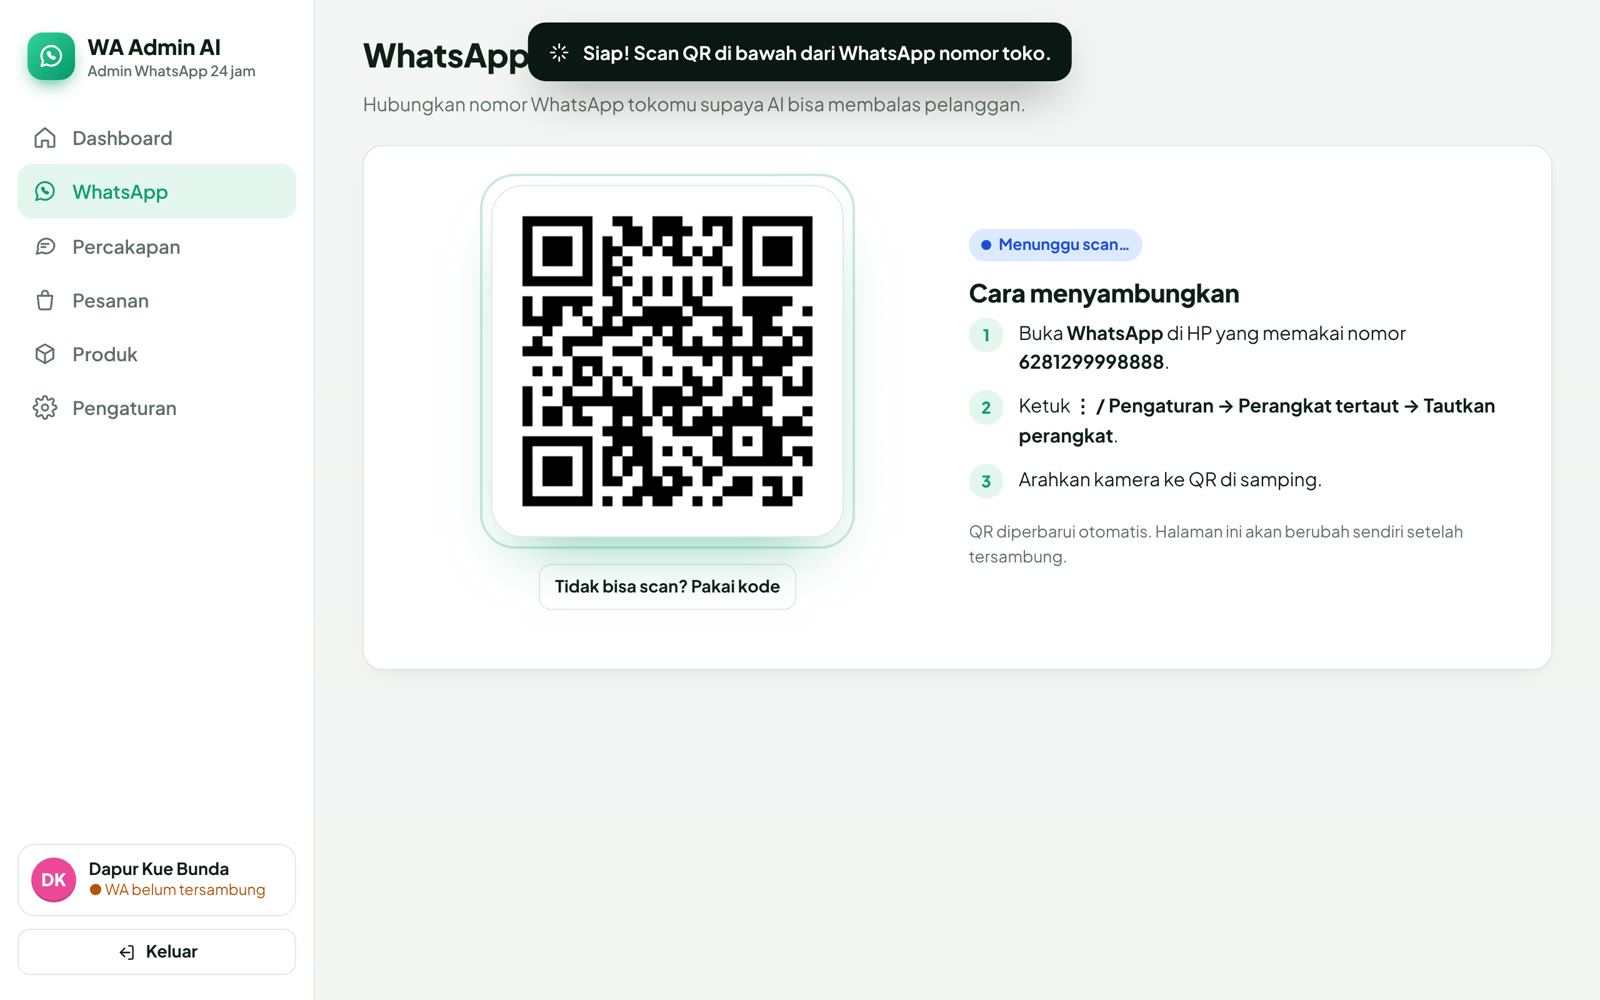 WA Admin AI
Admin WhatsApp 24 jam
Dashboard
WhatsApp
Percakapan
Pesanan
Produk
Pengaturan
Dapur Kue Bunda
WA belum tersambung
DK
Keluar
WhatsApp
Siap! Scan QR di bawah dari WhatsApp nomor toko.
Hubungkan nomor WhatsApp tokomu supaya AI bisa membalas pelanggan.
Tidak bisa scan? Pakai kode
Menunggu scan...
Cara menyambungkan
1 Buka WhatsApp di HP yang memakai nomor
6281299998888.
2 Ketuk ⋮ / Pengaturan → Perangkat tertaut → Tautkan
perangkat.
3 Arahkan kamera ke QR di samping.
QR diperbarui otomatis. Halaman ini akan berubah sendiri setelah
tersambung.